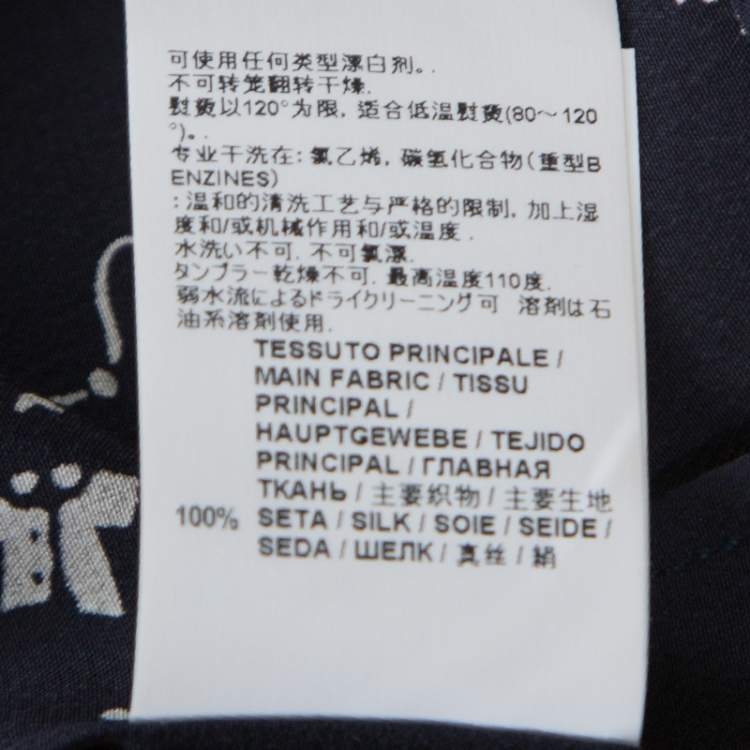 可使用任何类型漂白剂。.
不可转笼翻转干燥.
熨烫以120°为限, 适合低温熨烫(80～120
°)。.
专业干洗在: 氯乙烯, 碳氢化合物 (重型B
ENZINES)
: 温和的清洗工艺与严格的限制, 加上湿
度和/或机械作用和/或温度 .
水洗い不可. 不可氯漂.
タンブラー乾燥不可. 最高温度110度.
弱水流によるドライクリーニング可 溶剤は石
油系溶剤使用.
TESSUTO PRINCIPALE /
MAIN FABRIC / TISSU
PRINCIPAL /
HAUPTGEWEBE / TEJIDO
PRINCIPAL / ГЛАВНАЯ
ТКАНЬ / 主要织物 / 主要生地
100% SETA / SILK / SOIE / SEIDE /
SEDA / ШЕЛК / 真丝 / 絹